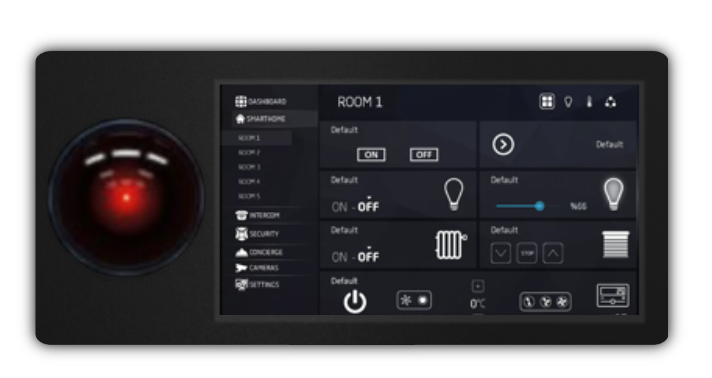 DASHBOARD
SMARTHOME
ROOM 1
ROOM 2
ROOM 3
ROOM 4
ROOM 5
INTERCOM
SECURITY
CONCIERGE
CAMERAS
SETTINGS
ROOM 1
Default
ON OFF
Default
Default
ON - OFF
Default
%66
Default
ON - OFF
Default
STOP
Default
0°C